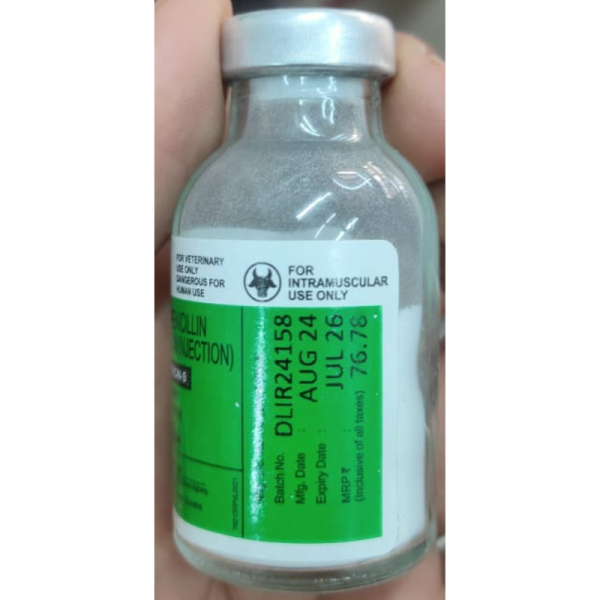 FOR VETERINARY
USE ONLY
DANGEROUS FOR
HUMAN USE
FOR
INTRAMUSCULAR
USE ONLY
ENICILLIN
INJECTION)
Batch No. : DLIR24158
Mfg. Date : AUG 24
Expiry Date : JUL 26
MRP ₹ : 76.78
(Inclusive of all taxes)